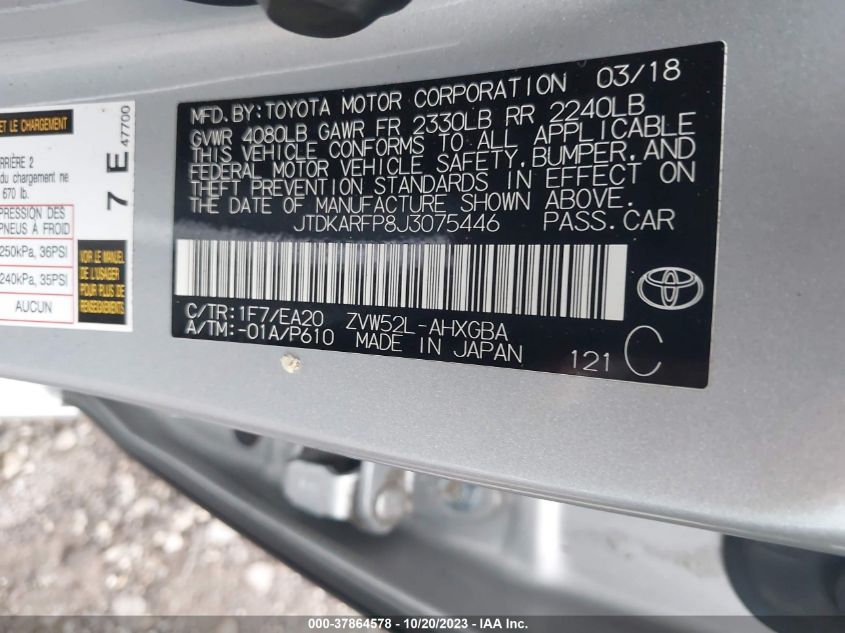 ET LE CHARGEMENT
RRIÈRE 2
du chargement ne
670 lb.
PRESSION DES
PNEUS À FROID
250kPa, 36PSI
240kPa, 35PSI
AUCUN
7 E 47700
VOIR LE MANUEL
DE L'USAGER
POUR PLUS DE
RENSEIGNEMENTS
MFD. BY: TOYOTA MOTOR CORPORATION 03/18
GVWR 4080LB GAWR FR 2330LB RR 2240LB
THIS VEHICLE CONFORMS TO ALL APPLICABLE
FEDERAL MOTOR VEHICLE SAFETY, BUMPER, AND
THEFT PREVENTION STANDARDS IN EFFECT ON
THE DATE OF MANUFACTURE SHOWN ABOVE.
JTDKARFP8J3075446 PASS.CAR
C/TR: 1F7/EA20 ZVW52L-AHXGBA
A/TM: -01A/P610 MADE IN JAPAN
121 C
000-37864578 - 10/20/2023 - IAA Inc.